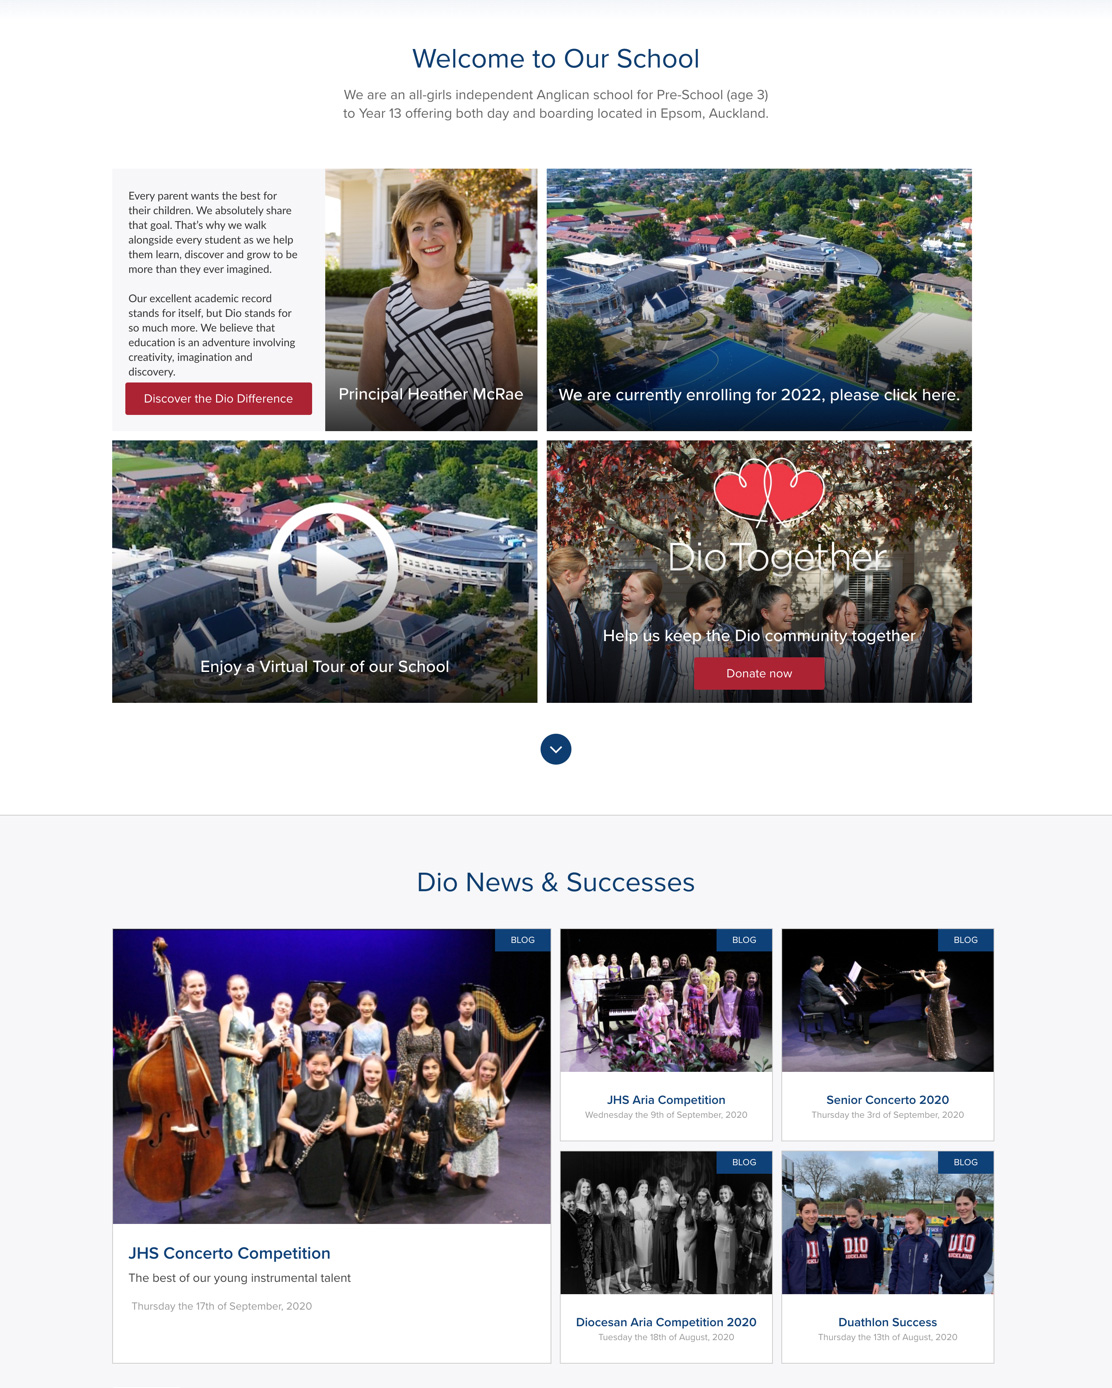 Welcome to Our School
We are an all-girls independent Anglican school for Pre-School (age 3)
to Year 13 offering both day and boarding located in Epsom, Auckland.
Every parent wants the best for
their children. We absolutely share
that goal. That's why we walk
alongside every student as we help
them learn, discover and grow to be
more than they ever imagined.
Our excellent academic record
stands for itself, but Dio stands for
so much more. We believe that
education is an adventure involving
creativity, imagination and
discovery.
Discover the Dio Difference
Principal Heather McRae
We are currently enrolling for 2022, please click here.
Enjoy a Virtual Tour of our School
Dio Together
Help us keep the Dio community together
Donate now
Dio News & Successes
BLOG
JHS Concerto Competition
The best of our young instrumental talent
Thursday the 17th of September, 2020
BLOG
JHS Aria Competition
Wednesday the 9th of September, 2020
BLOG
Senior Concerto 2020
Thursday the 3rd of September, 2020
BLOG
Diocesan Aria Competition 2020
Tuesday the 18th of August, 2020
BLOG
DIO
AUCKLAND
DIO
Duathlon Success
Thursday the 13th of August, 2020